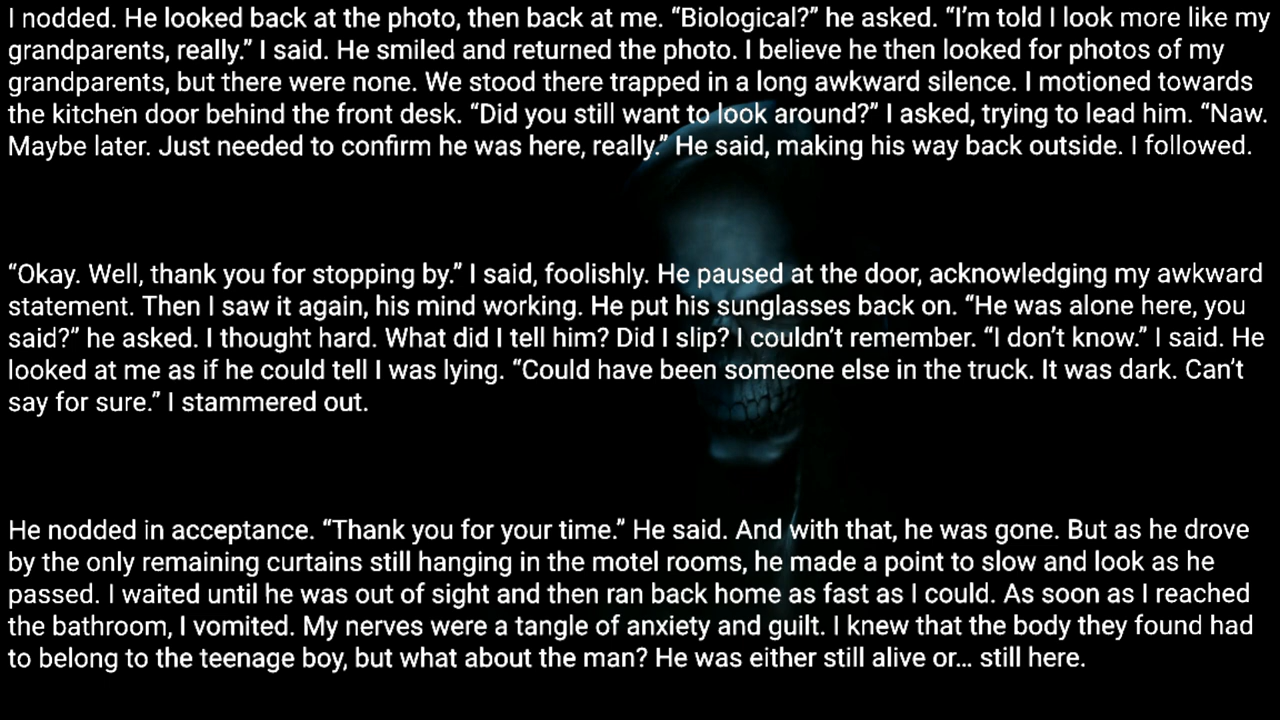 I nodded. He looked back at the photo, then back at me. “Biological?” he asked. “I’m told I look more like my
grandparents, really.” I said. He smiled and returned the photo. I believe he then looked for photos of my
grandparents, but there were none. We stood there trapped in a long awkward silence. I motioned towards
the kitchen door behind the front desk. “Did you still want to look around?” I asked, trying to lead him. “Naw.
Maybe later. Just needed to confirm he was here, really.” He said, making his way back outside. I followed.
“Okay. Well, thank you for stopping by.” I said, foolishly. He paused at the door, acknowledging my awkward
statement. Then I saw it again, his mind working. He put his sunglasses back on. “He was alone here, you
said?” he asked. I thought hard. What did I tell him? Did I slip? I couldn’t remember. “I don’t know.” I said. He
looked at me as if he could tell I was lying. “Could have been someone else in the truck. It was dark. Can’t
say for sure.” I stammered out.
He nodded in acceptance. “Thank you for your time.” He said. And with that, he was gone. But as he drove
by the only remaining curtains still hanging in the motel rooms, he made a point to slow and look as he
passed. I waited until he was out of sight and then ran back home as fast as I could. As soon as I reached
the bathroom, I vomited. My nerves were a tangle of anxiety and guilt. I knew that the body they found had
to belong to the teenage boy, but what about the man? He was either still alive or… still here.